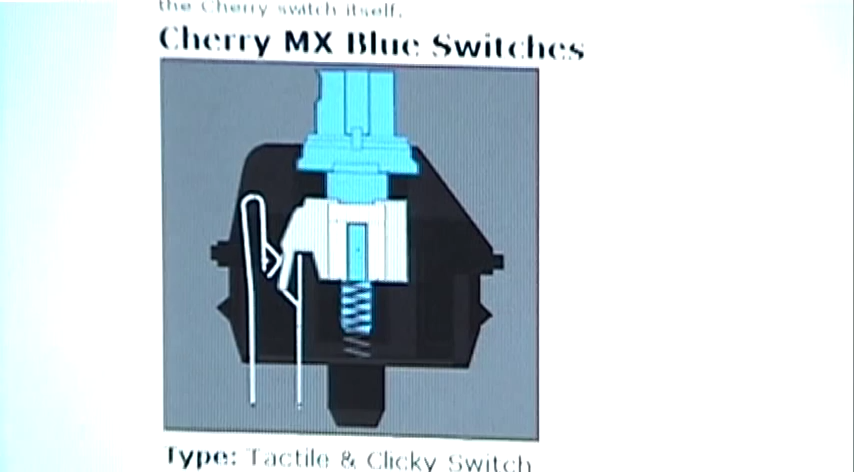 the Cherry switch itself.
Cherry MX Blue Switches
Type: Tactile & Clicky Switch